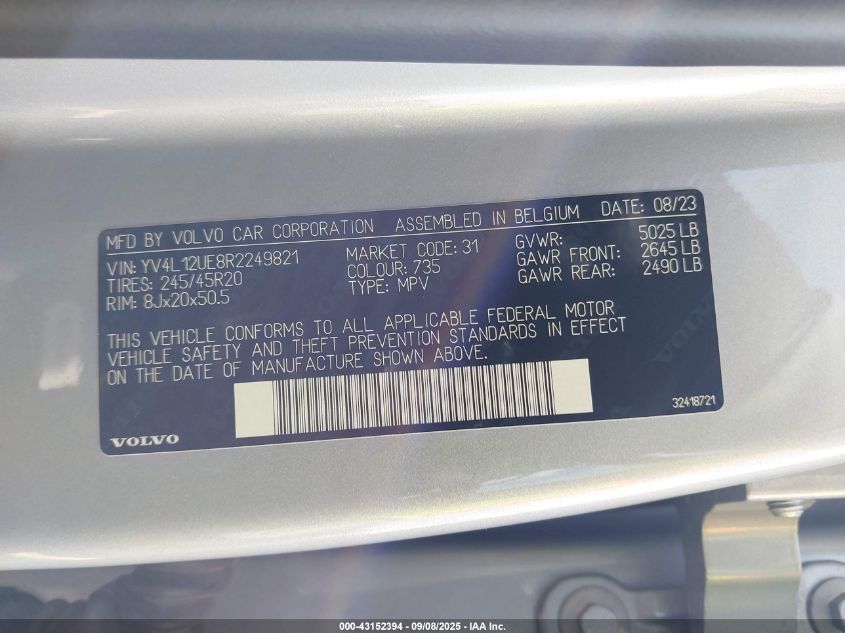 MFD BY VOLVO CAR CORPORATION ASSEMBLED IN BELGIUM DATE: 08/23
VIN: YV4L12UE8R2249821 MARKET CODE: 31 GVWR: 5025 LB
TIRES: 245/45R20 COLOUR: 735 GAWR FRONT: 2645 LB
RIM: 8Jx20x50.5 TYPE: MPV GAWR REAR: 2490 LB
THIS VEHICLE CONFORMS TO ALL APPLICABLE FEDERAL MOTOR
VEHICLE SAFETY AND THEFT PREVENTION STANDARDS IN EFFECT
ON THE DATE OF MANUFACTURE SHOWN ABOVE.
32418721
VOLVO
000-43152394 - 09/08/2025 - IAA Inc.